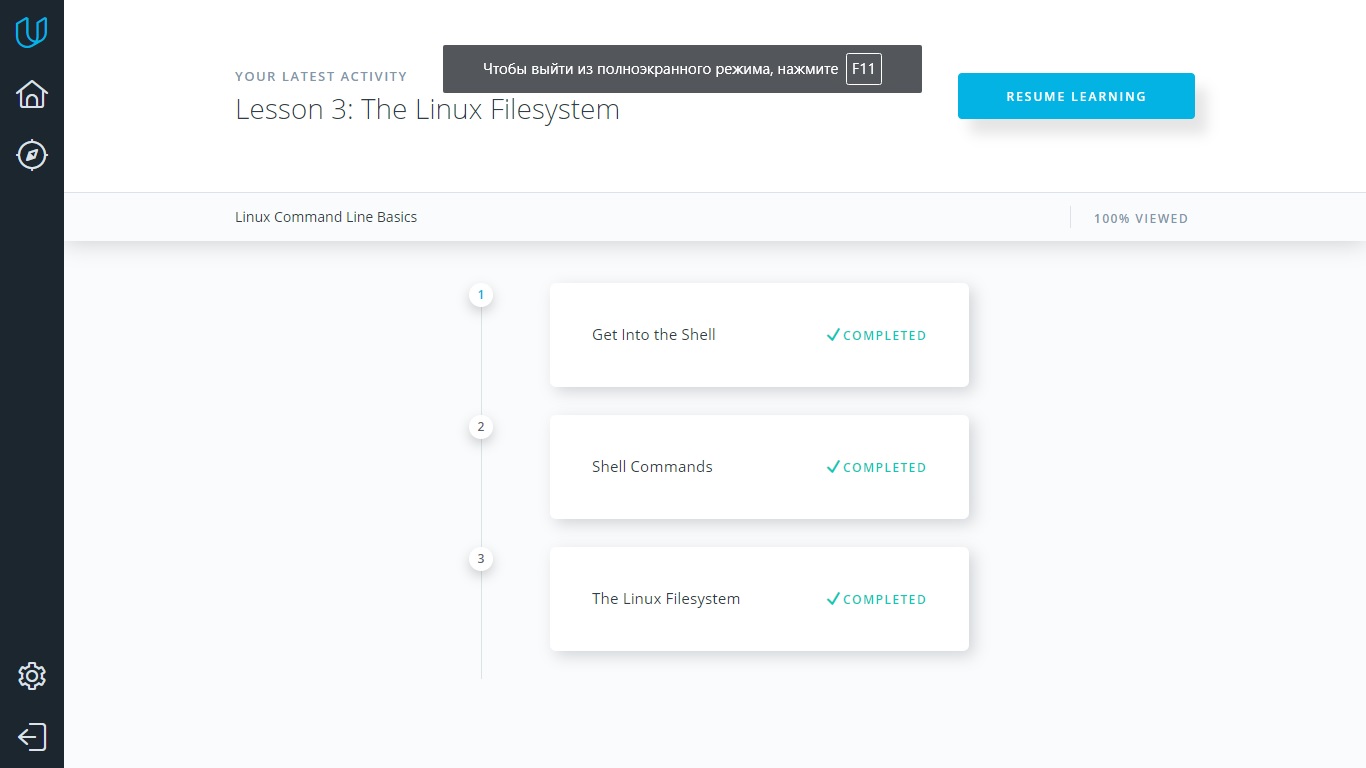 YOUR LATEST ACTIVITY
Чтобы выйти из полноэкранного режима, нажмите F11
Lesson 3: The Linux Filesystem
RESUME LEARNING
Linux Command Line Basics
100% VIEWED
1
Get Into the Shell
COMPLETED
2
Shell Commands
COMPLETED
3
The Linux Filesystem
COMPLETED